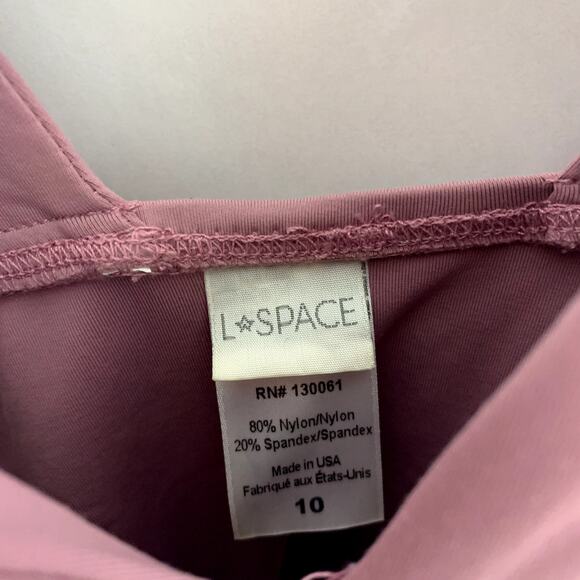 L☆SPACE
RN# 130061
80% Nylon/Nylon
20% Spandex/Spandex
Made in USA
Fabriqué aux États-Unis
10